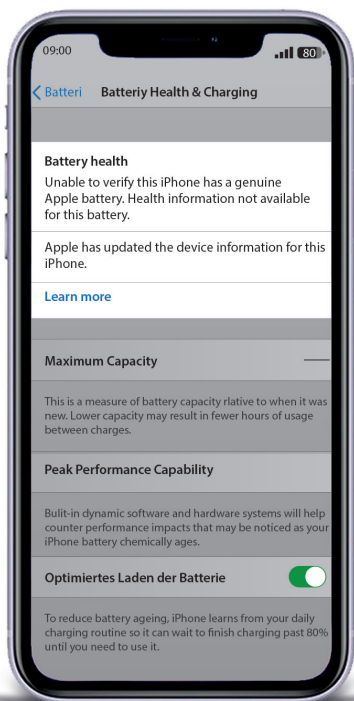 09:00 80
Batteri Batteriy Health & Charging
Battery health
Unable to verify this iPhone has a genuine
Apple battery. Health information not available
for this battery.
Apple has updated the device information for this
iPhone.
Learn more
Maximum Capacity —
This is a measure of battery capacity rlative to when it was
new. Lower capacity may result in fewer hours of usage
between charges.
Peak Performance Capability
Bulit-in dynamic software and hardware systems will help
counter performance impacts that may be noticed as your
iPhone battery chemically ages.
Optimiertes Laden der Batterie
To reduce battery ageing, iPhone learns from your daily
charging routine so it can wait to finish charging past 80%
until you need to use it.